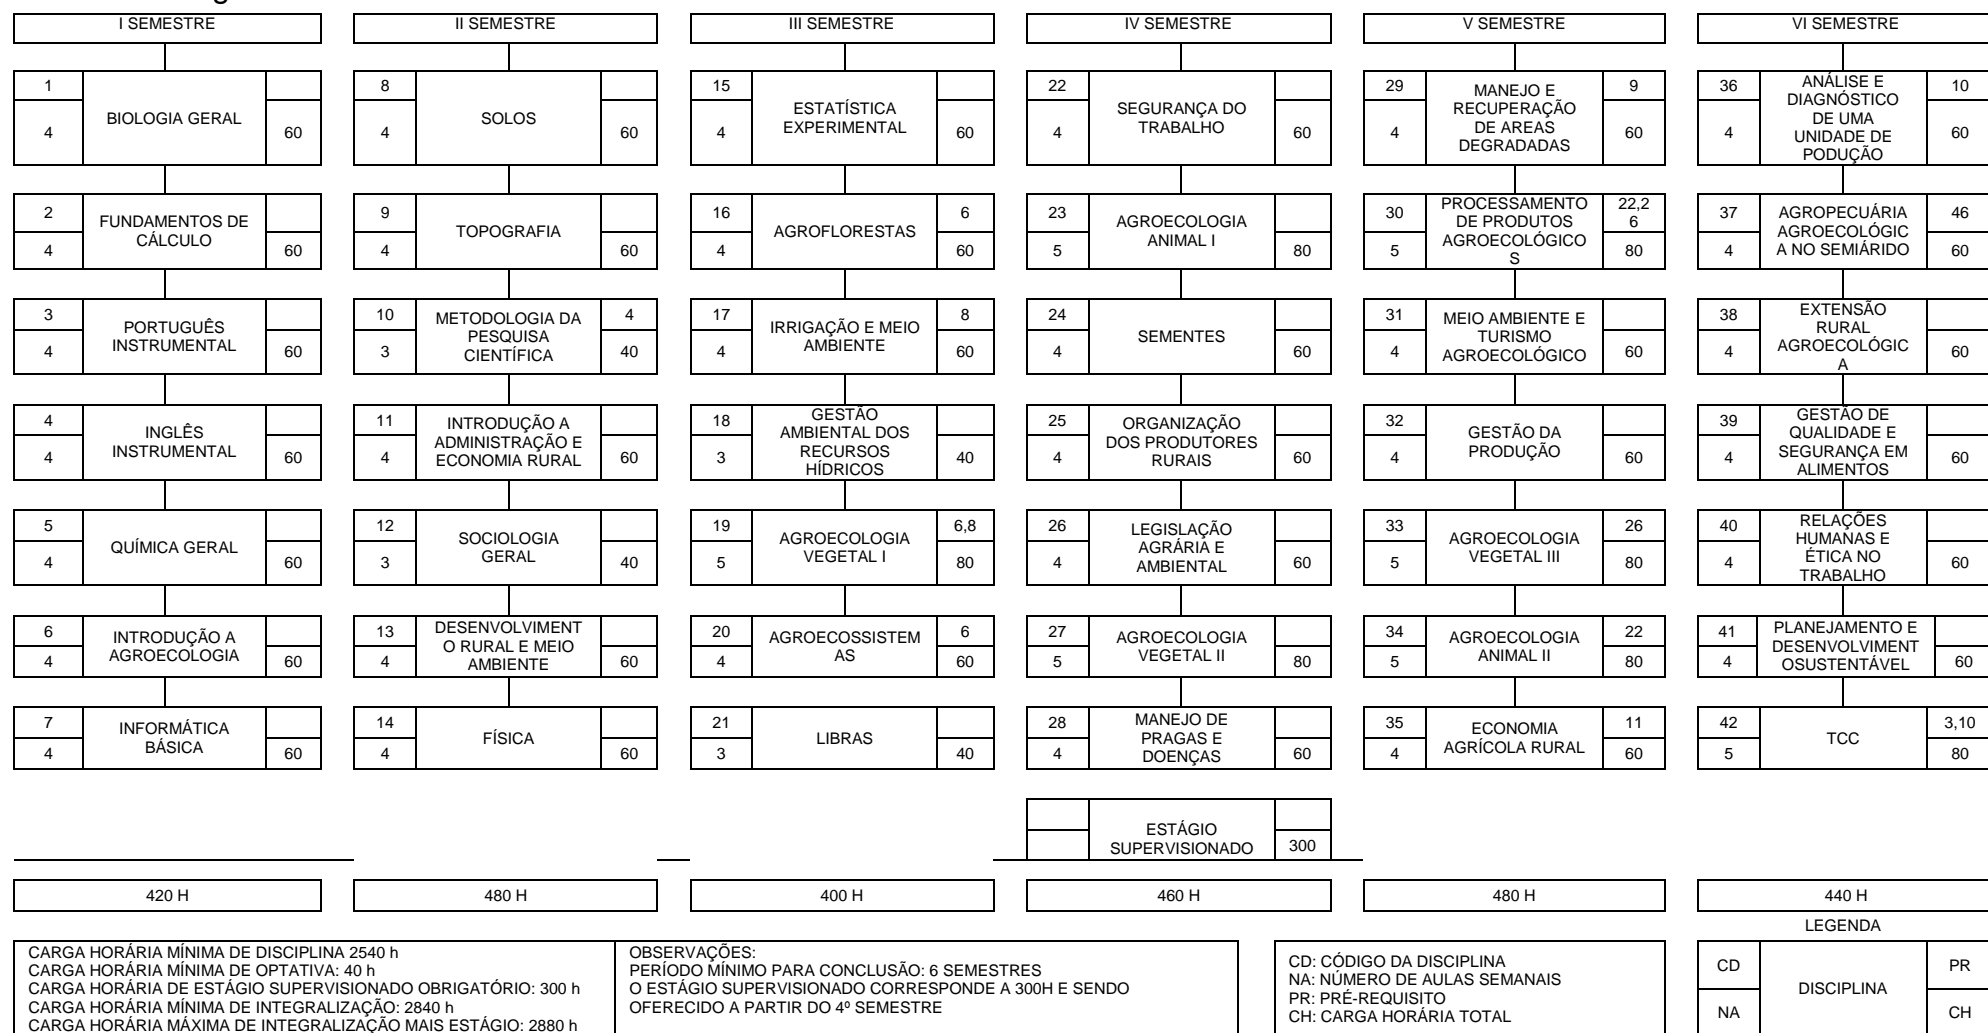 I SEMESTRE
II SEMESTRE
III SEMESTRE
IV SEMESTRE
V SEMESTRE
VI SEMESTRE
1
4
BIOLOGIA GERAL
60
8
4
SOLOS
60
15
4
ESTATÍSTICA
EXPERIMENTAL
60
22
4
SEGURANÇA DO
TRABALHO
60
29
4
MANEJO E
RECUPERAÇÃO
DE AREAS
DEGRADADAS
9
60
36
4
ANÁLISE E
DIAGNÓSTICO
DE UMA
UNIDADE DE
PODUÇÃO
10
60
2
4
FUNDAMENTOS DE
CÁLCULO
60
9
4
TOPOGRAFIA
60
16
4
AGROFLORESTAS
6
60
23
5
AGROECOLOGIA
ANIMAL I
80
30
5
PROCESSAMENTO
DE PRODUTOS
AGROECOLÓGICO
S
22,2
6
80
37
4
AGROPECUÁRIA
AGROECOLÓGIC
A NO SEMIÁRIDO
46
60
3
4
PORTUGUÊS
INSTRUMENTAL
60
10
3
METODOLOGIA DA
PESQUISA
CIENTÍFICA
4
40
17
4
IRRIGAÇÃO E MEIO
AMBIENTE
8
60
24
4
SEMENTES
60
31
4
MEIO AMBIENTE E
TURISMO
AGROECOLÓGICO
60
38
4
EXTENSÃO
RURAL
AGROECOLÓGIC
A
60
4
4
INGLÊS
INSTRUMENTAL
60
11
4
INTRODUÇÃO A
ADMINISTRAÇÃO E
ECONOMIA RURAL
60
18
3
GESTÃO
AMBIENTAL DOS
RECURSOS
HÍDRICOS
40
25
4
ORGANIZAÇÃO
DOS PRODUTORES
RURAIS
60
32
4
GESTÃO DA
PRODUÇÃO
60
39
4
GESTÃO DE
QUALIDADE E
SEGURANÇA EM
ALIMENTOS
60
5
4
QUÍMICA GERAL
60
12
3
SOCIOLOGIA
GERAL
40
19
5
AGROECOLOGIA
VEGETAL I
6,8
80
26
4
LEGISLAÇÃO
AGRÁRIA E
AMBIENTAL
60
33
5
AGROECOLOGIA
VEGETAL III
26
80
40
4
RELAÇÕES
HUMANAS E
ÉTICA NO
TRABALHO
60
6
4
INTRODUÇÃO A
AGROECOLOGIA
60
13
4
DESENVOLVIMENT
O RURAL E MEIO
AMBIENTE
60
20
4
AGROECOSSISTEM
AS
6
60
27
5
AGROECOLOGIA
VEGETAL II
80
34
5
AGROECOLOGIA
ANIMAL II
22
80
41
4
PLANEJAMENTO E
DESENVOLVIMENT
OSUSTENTÁVEL
60
7
4
INFORMÁTICA
BÁSICA
60
14
4
FÍSICA
60
21
3
LIBRAS
40
28
4
MANEJO DE
PRAGAS E
DOENÇAS
60
35
4
ECONOMIA
AGRÍCOLA RURAL
11
60
42
5
TCC
3,10
80
ESTÁGIO
SUPERVISIONADO
300
420 H
480 H
400 H
460 H
480 H
440 H
CARGA HORÁRIA MÍNIMA DE DISCIPLINA 2540 h
CARGA HORÁRIA MÍNIMA DE OPTATIVA: 40 h
CARGA HORÁRIA DE ESTÁGIO SUPERVISIONADO OBRIGATÓRIO: 300 h
CARGA HORÁRIA MÍNIMA DE INTEGRALIZAÇÃO: 2840 h
CARGA HORÁRIA MÁXIMA DE INTEGRALIZAÇÃO MAIS ESTÁGIO: 2880 h
OBSERVAÇÕES:
PERÍODO MÍNIMO PARA CONCLUSÃO: 6 SEMESTRES
O ESTÁGIO SUPERVISIONADO CORRESPONDE A 300H E SENDO
OFERECIDO A PARTIR DO 4º SEMESTRE
CD: CÓDIGO DA DISCIPLINA
NA: NÚMERO DE AULAS SEMANAIS
PR: PRÉ-REQUISITO
CH: CARGA HORÁRIA TOTAL
LEGENDA
CD
NA
DISCIPLINA
PR
CH